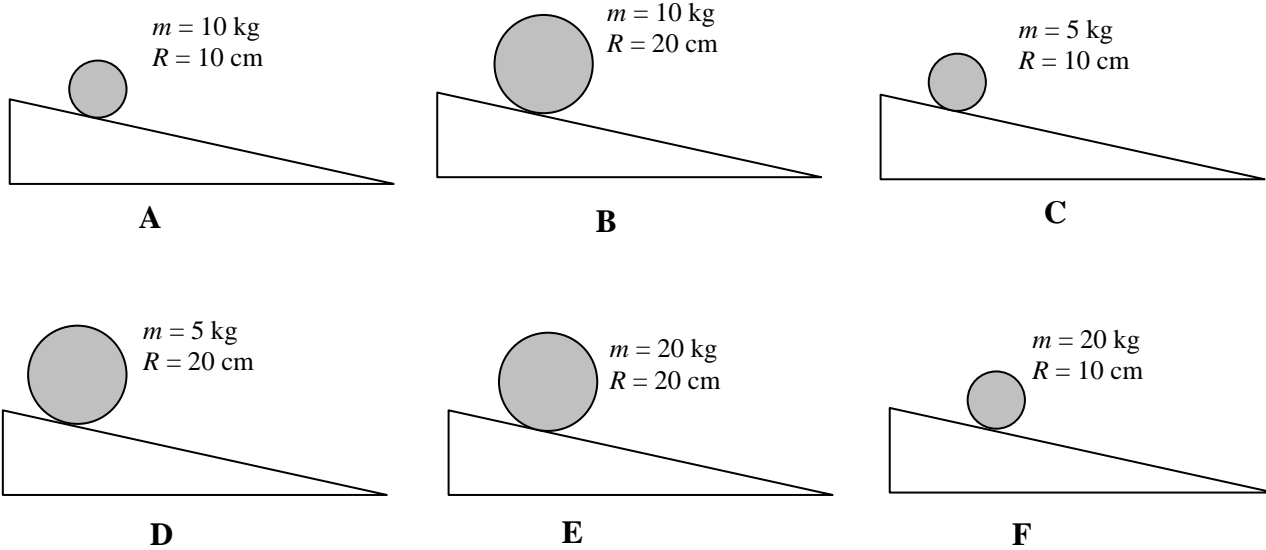 m = 10 kg
R = 10 cm
A
m = 10 kg
R = 20 cm
B
m = 5 kg
R = 10 cm
C
m = 5 kg
R = 20 cm
D
m = 20 kg
R = 20 cm
E
m = 20 kg
R = 10 cm
F